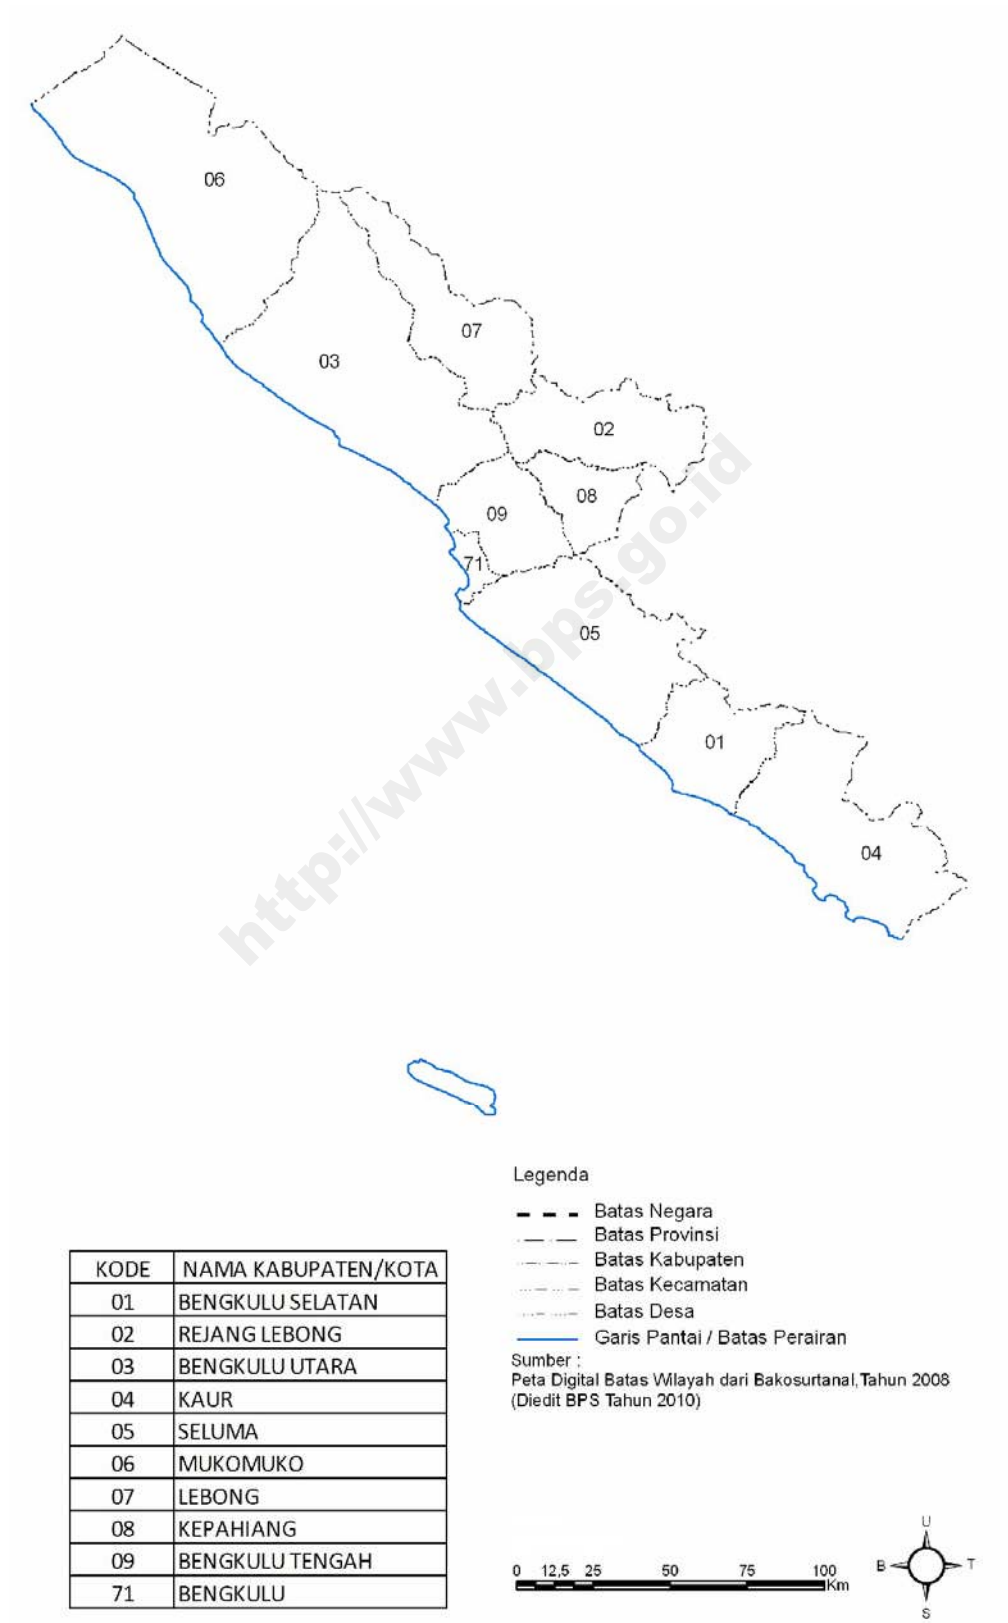 06
07
03
02
08
09
71
05
01
04
http://www.bps.go.id
Legenda
Batas Negara
Batas Provinsi
Batas Kabupaten
Batas Kecamatan
Batas Desa
Garis Pantai / Batas Perairan
Sumber :
Peta Digital Batas Wilayah dari Bakosurtanal,Tahun 2008
(Diedit BPS Tahun 2010)
KODE NAMA KABUPATEN/KOTA
01 BENGKULU SELATAN
02 REJANG LEBONG
03 BENGKULU UTARA
04 KAUR
05 SELUMA
06 MUKOMUKO
07 LEBONG
08 KEPAHIANG
09 BENGKULU TENGAH
71 BENGKULU
0 12,5 25 50 75 100
Km
U
B T
S